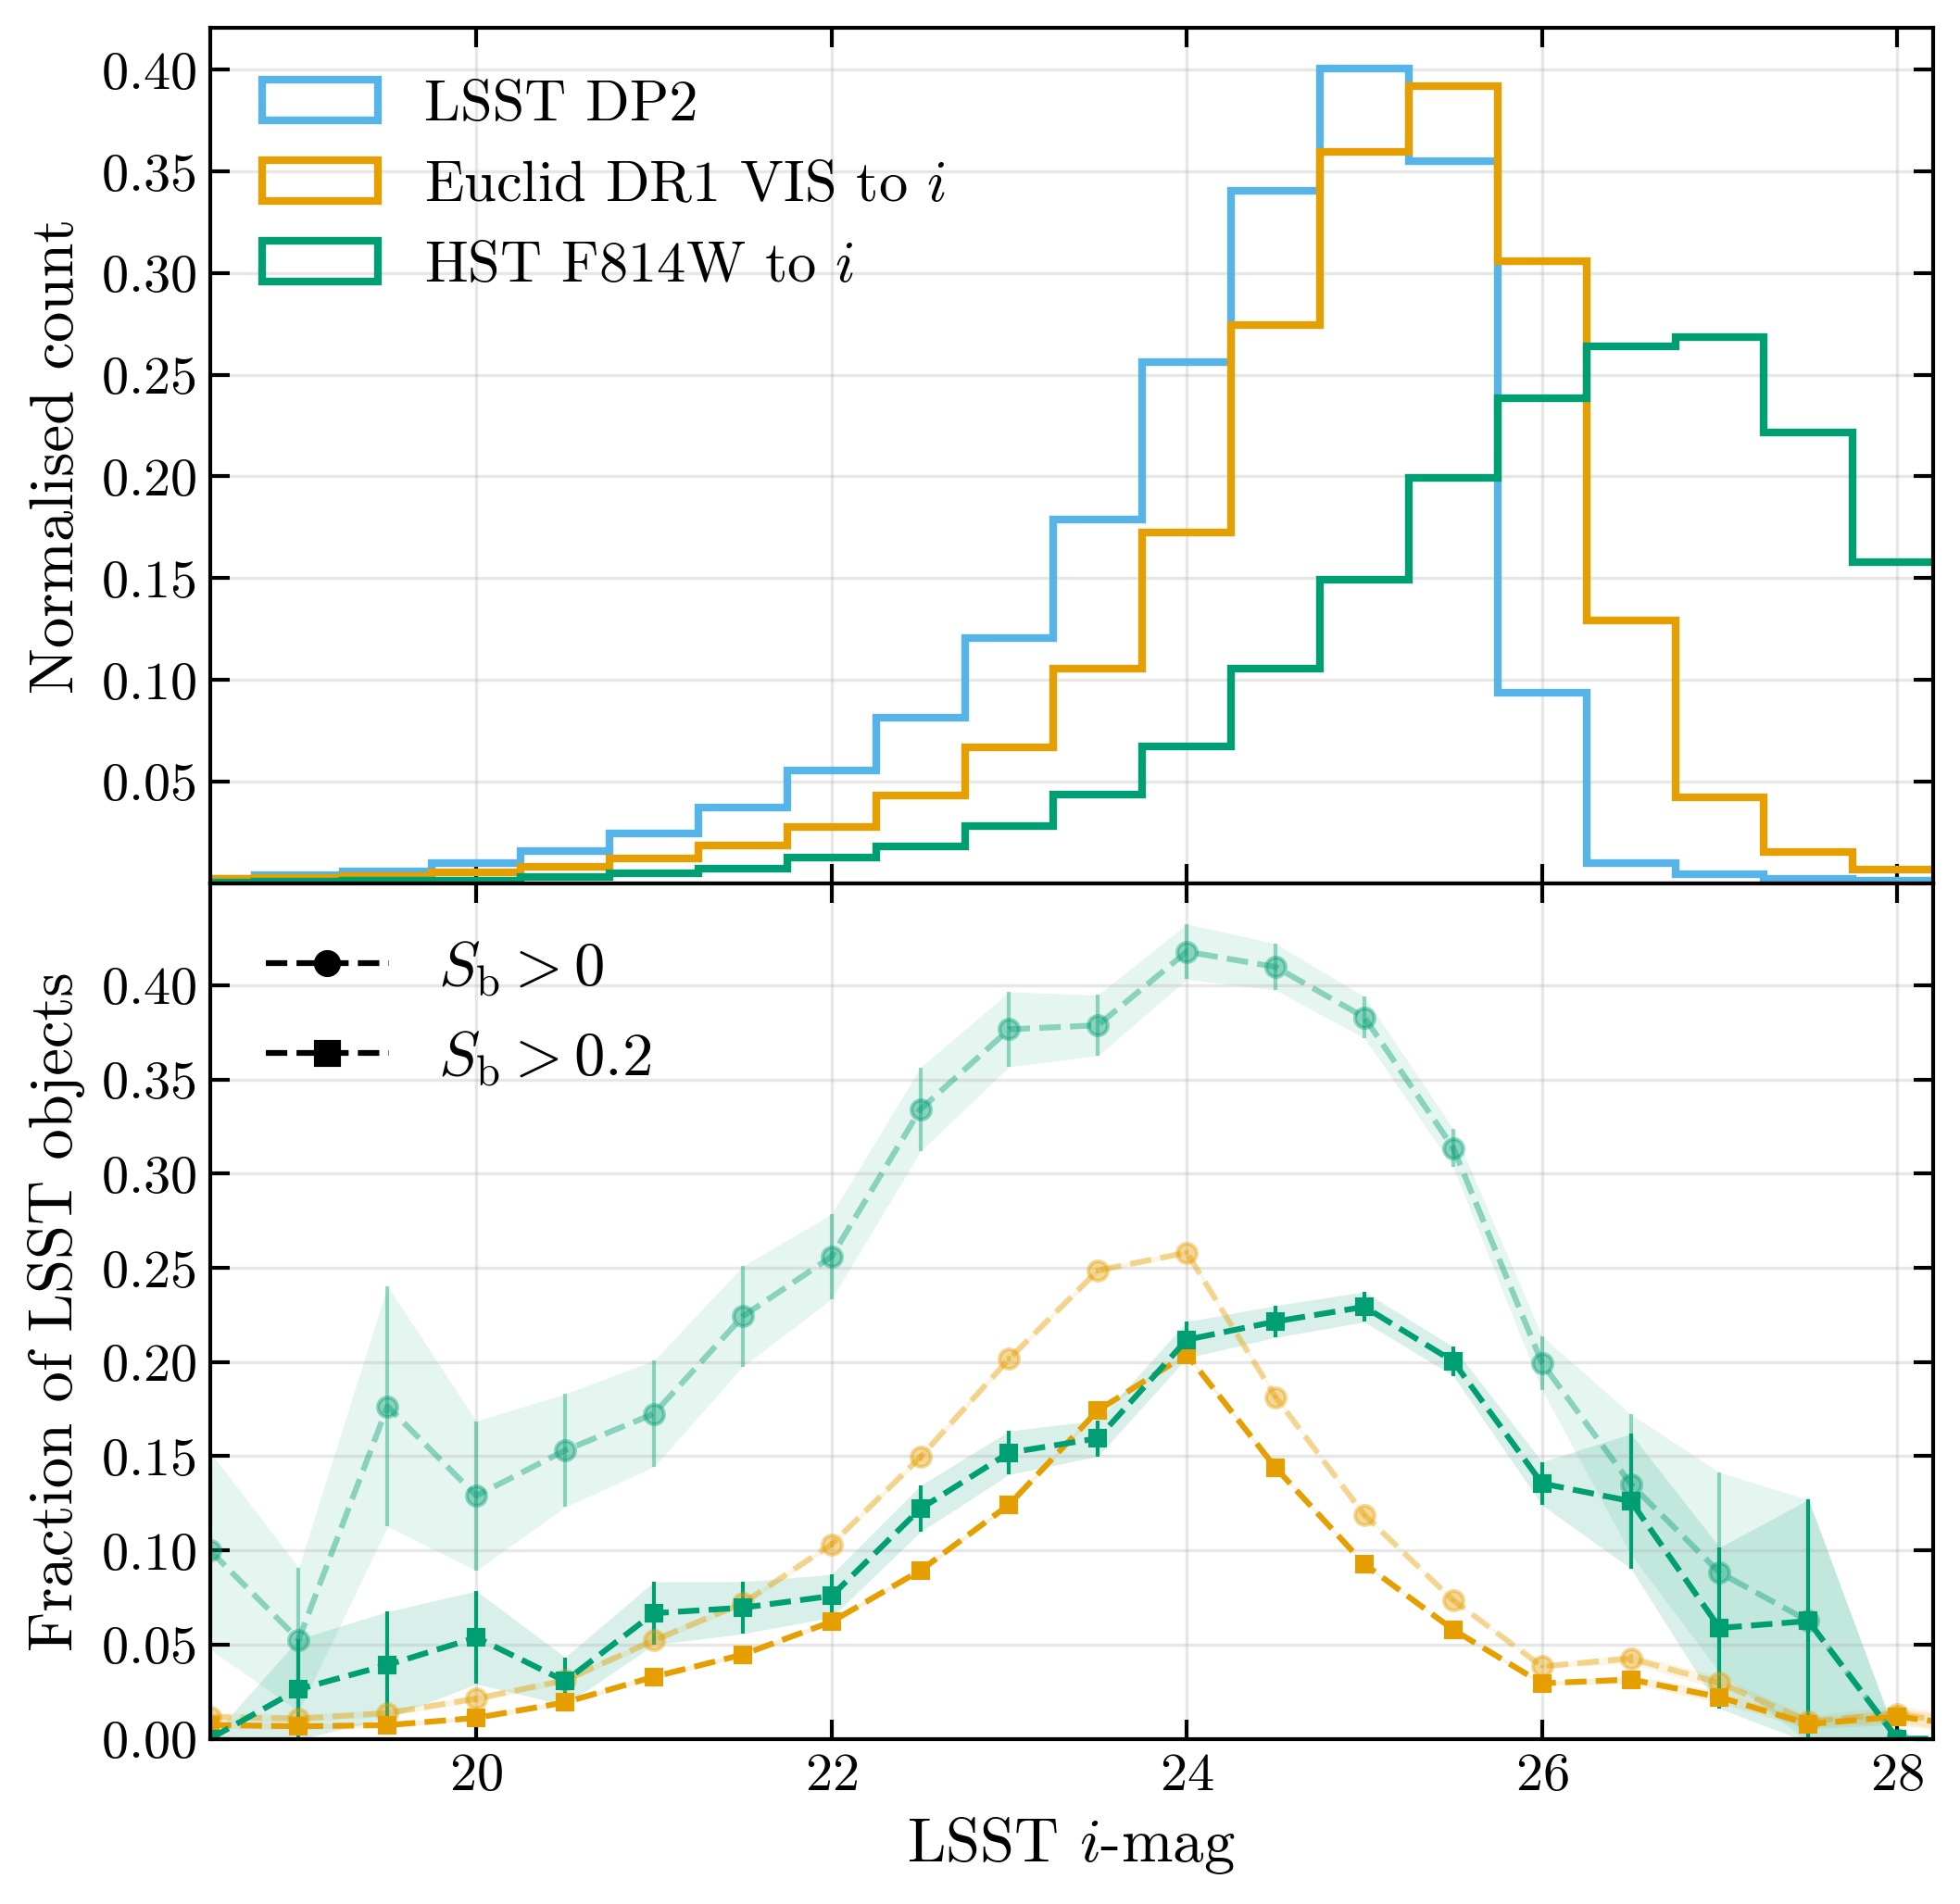 0.40
0.35
0.30
0.25
0.20
0.15
0.10
0.05
Normalised count
LSST DP2
Euclid DR1 VIS to i
HST F814W to i
0.40
0.35
0.30
0.25
0.20
0.15
0.10
0.05
0.00
Fraction of LSST objects
S_b > 0
S_b > 0.2
20 22 24 26 28
LSST i-mag